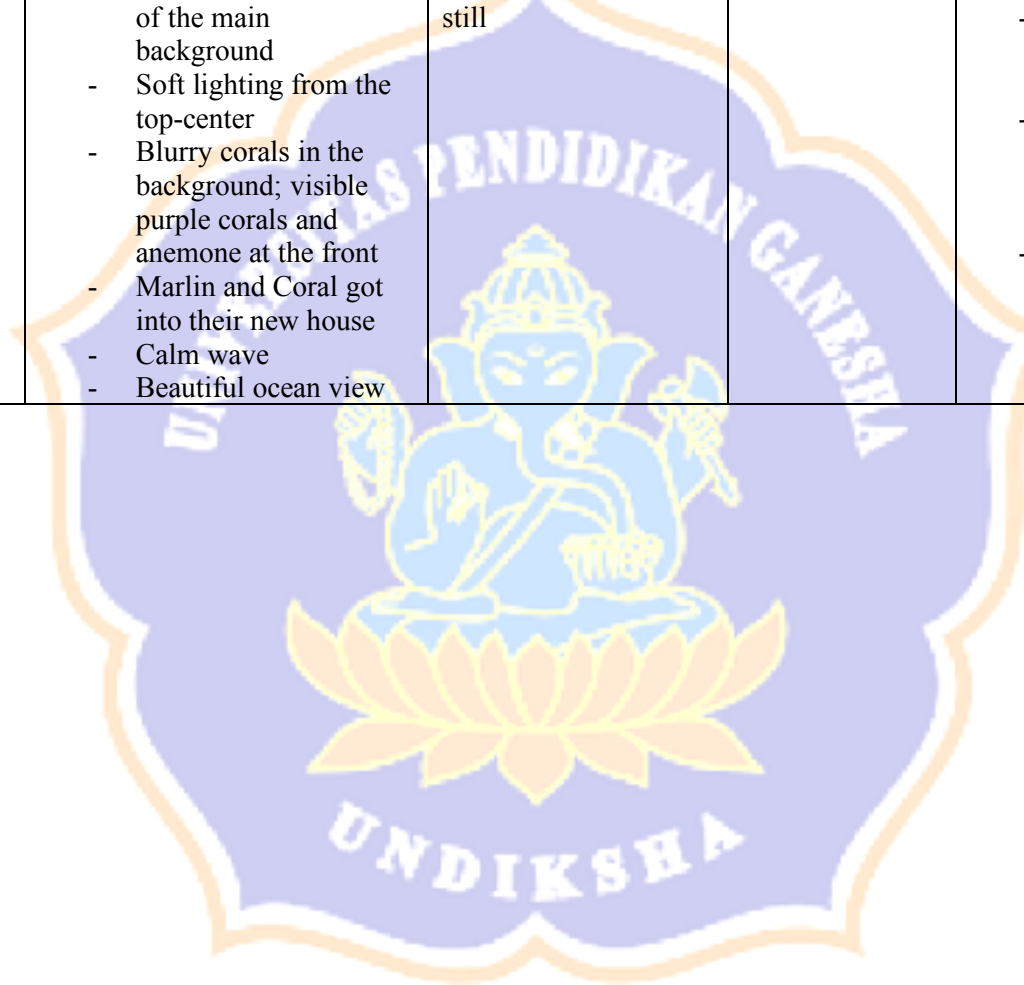 of the main
background
- Soft lighting from the
top-center
- Blurry corals in the
background; visible
purple corals and
anemone at the front
- Marlin and Coral got
into their new house
- Calm wave
- Beautiful ocean view
still
-
-
-
UNIVERSITAS PENDIDIKAN GANESHA
UNDIKSHA